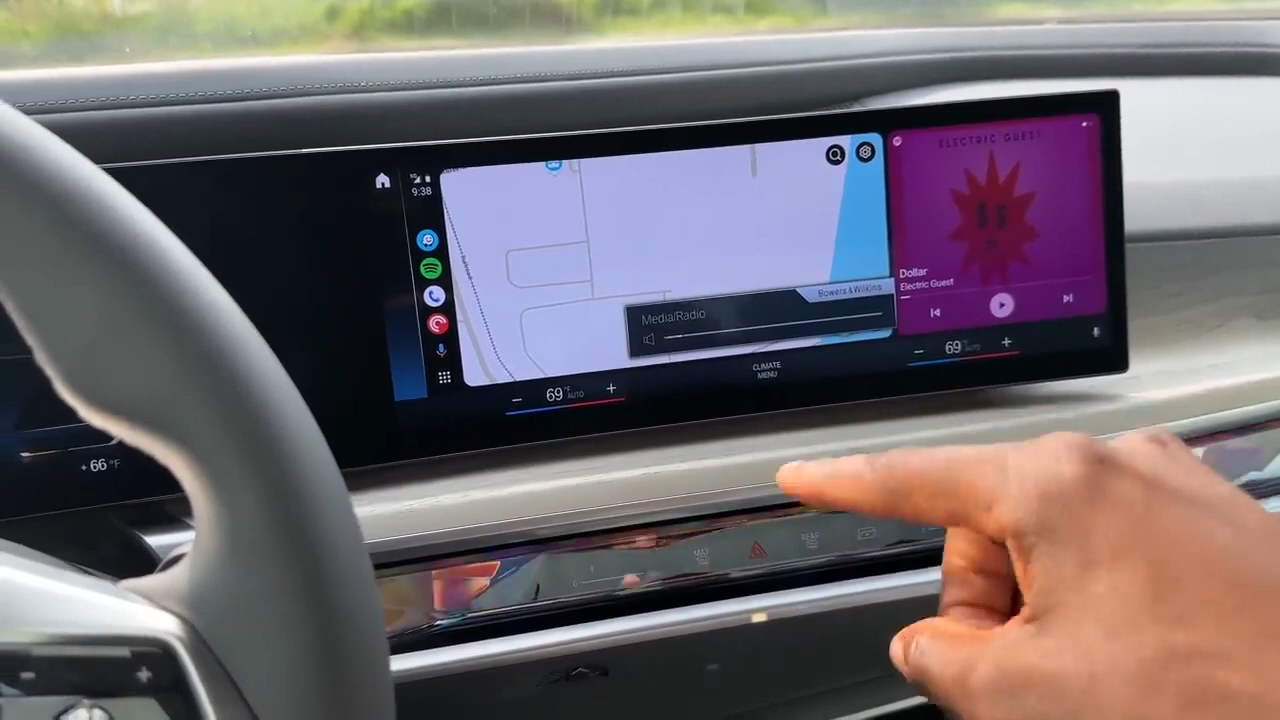 ELECTRIC GUEST
5G
9:38
$$
Bowers & Wilkins
Media/Radio
Dollar
Electric Guest
69 °F AUTO
CLIMATE
MENU
69 °F AUTO
+ 66 °F
MAX
REAR